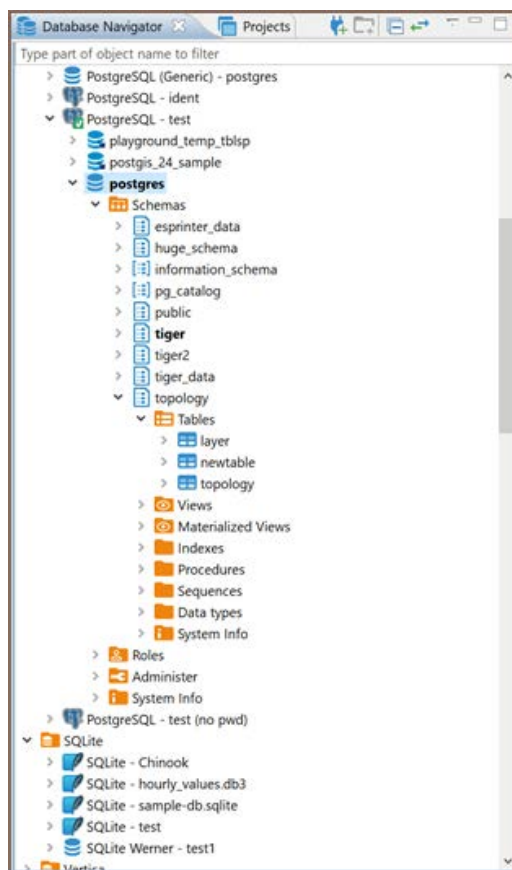 Database Navigator Projects
Type part of object name to filter
PostgreSQL (Generic) - postgres
PostgreSQL - ident
PostgreSQL - test
playground_temp_tblsp
postgis_24_sample
postgres
Schemas
esprinter_data
huge_schema
information_schema
pg_catalog
public
tiger
tiger2
tiger_data
topology
Tables
layer
newtable
topology
Views
Materialized Views
Indexes
Procedures
Sequences
Data types
System Info
Roles
Administer
System Info
PostgreSQL - test (no pwd)
SQLite
SQLite - Chinook
SQLite - hourly_values.db3
SQLite - sample-db.sqlite
SQLite - test
SQLite Werner - test1
Vertica